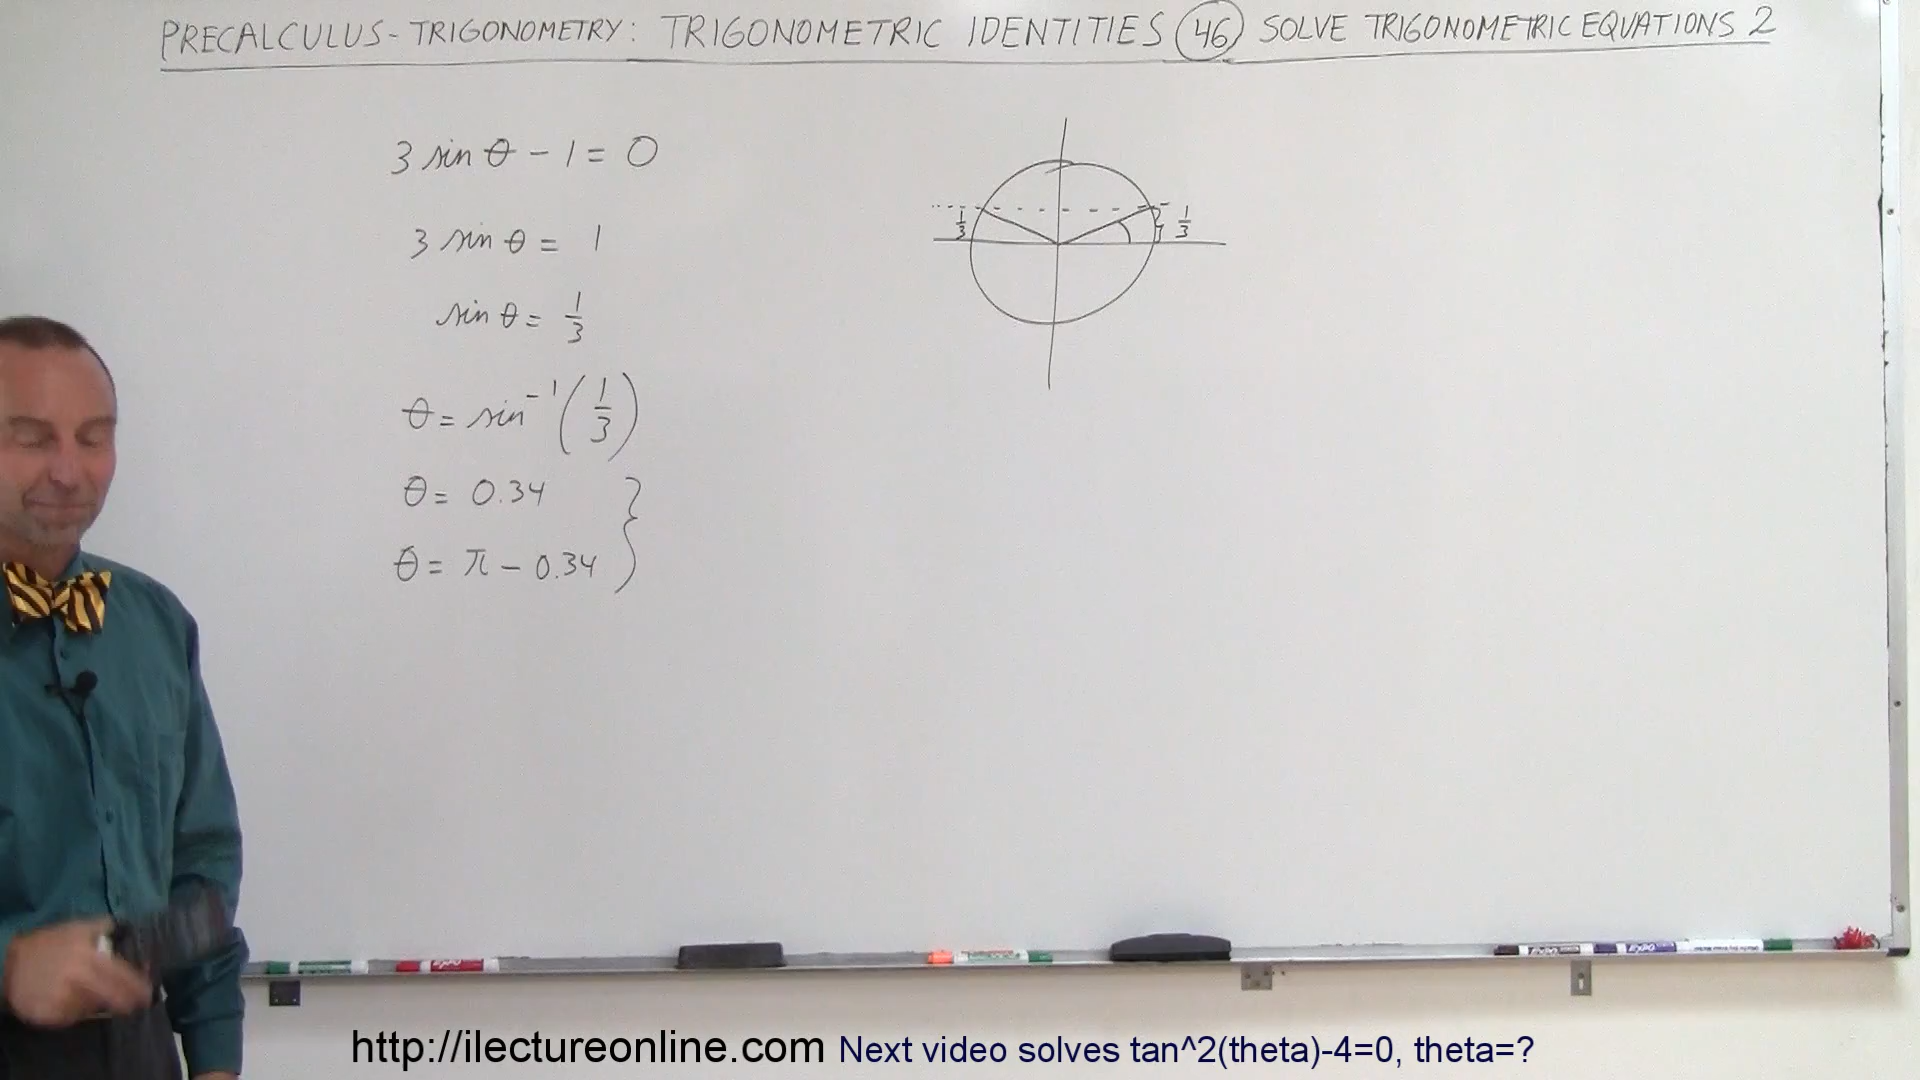 PRECALCULUS - TRIGONOMETRY: TRIGONOMETRIC IDENTITIES 46 SOLVE TRIGONOMETRIC EQUATIONS 2
3 sin θ - 1 = 0
3 sin θ = 1
sin θ = 1/3
θ = sin⁻¹(1/3)
θ = 0.34
θ = π - 0.34
1/3
1/3
http://ilectureonline.com Next video solves tan^2(theta)-4=0, theta=?